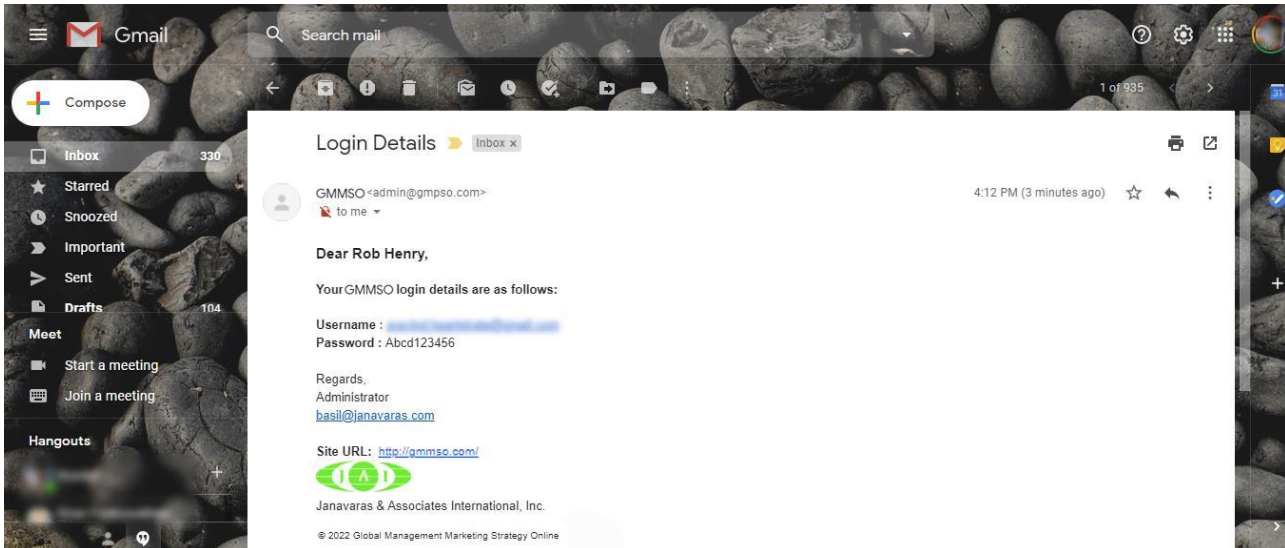 Gmail
Search mail
Compose
1 of 935
31
Inbox 330
Starred
Snoozed
Important
Sent
Drafts 104
Meet
Start a meeting
Join a meeting
Hangouts
Login Details Inbox x
GMMSO <admin@gmpso.com> 4:12 PM (3 minutes ago)
to me
Dear Rob Henry,
Your GMMSO login details are as follows:
Username :
Password : Abcd123456
Regards,
Administrator
basil@janavaras.com
Site URL: http://gmmso.com/
JAI
Janavaras & Associates International, Inc.
© 2022 Global Management Marketing Strategy Online